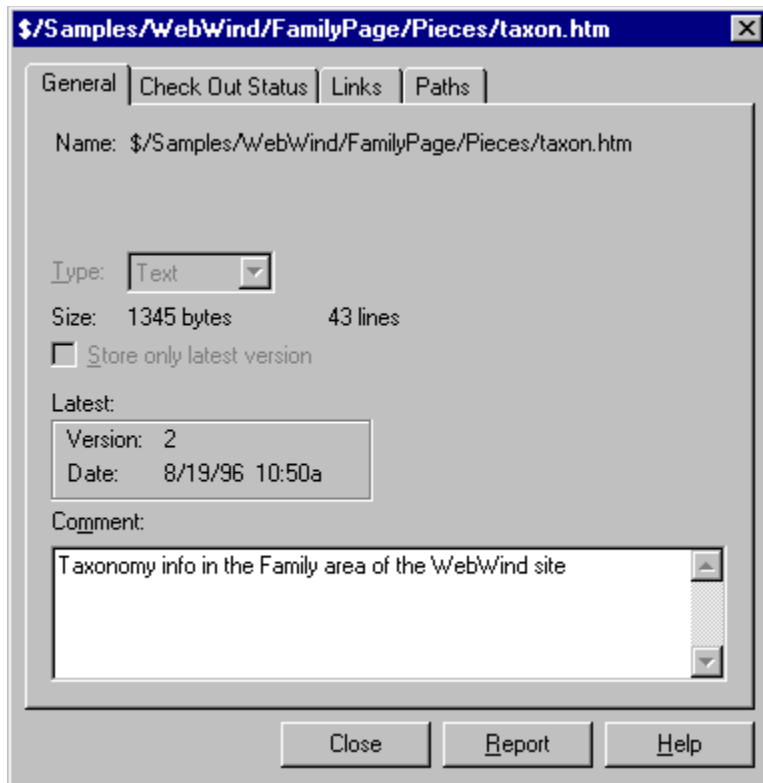 $/Samples/WebWind/FamilyPage/Pieces/taxon.htm
General Check Out Status Links Paths
Name: $/Samples/WebWind/FamilyPage/Pieces/taxon.htm
Type: Text
Size: 1345 bytes 43 lines
Store only latest version
Latest:
Version: 2
Date: 8/19/96 10:50a
Comment:
Taxonomy info in the Family area of the WebWind site
Close Report Help